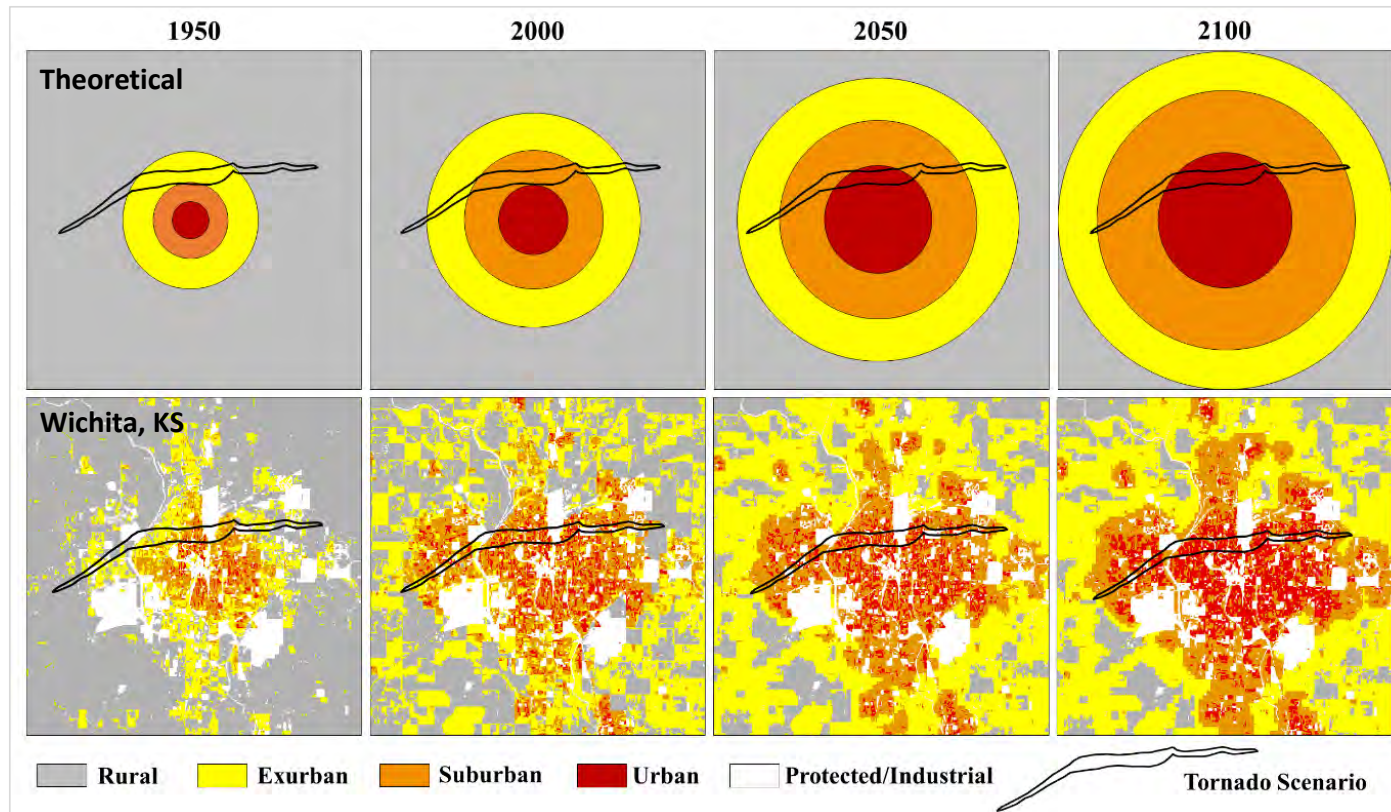 1950 2000 2050 2100
Theoretical
Wichita, KS
Rural Exurban Suburban Urban Protected/Industrial Tornado Scenario